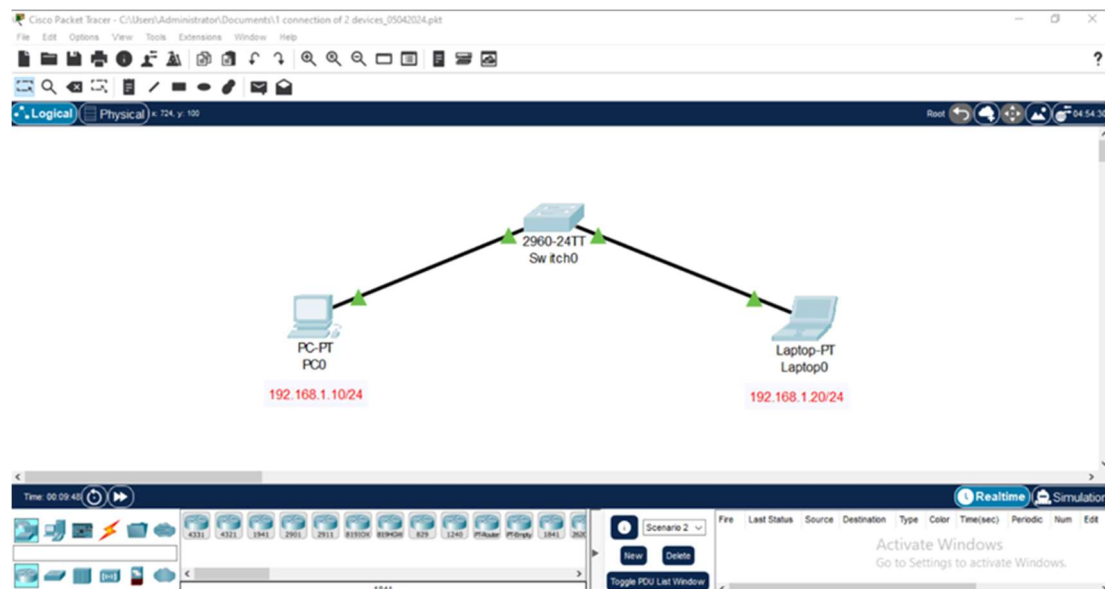 Cisco Packet Tracer - C:\Users\Administrator\Documents\1 connection of 2 devices_05042024.pkt
File Edit Options View Tools Extensions Window Help
?
Logical Physical x: 724, y: 100 Root 04:54:30
2960-24TT
Switch0
PC-PT
PC0
Laptop-PT
Laptop0
192.168.1.10/24
192.168.1.20/24
Time: 00:09:48 Realtime Simulation
4331 4321 1941 2901 2911 819HGW 829 1240 PT-Router PT-Empty 1841
Scenario 2
New Delete
Toggle PDU List Window
Fire Last Status Source Destination Type Color Time(sec) Periodic Num Edit
Activate Windows
Go to Settings to activate Windows.